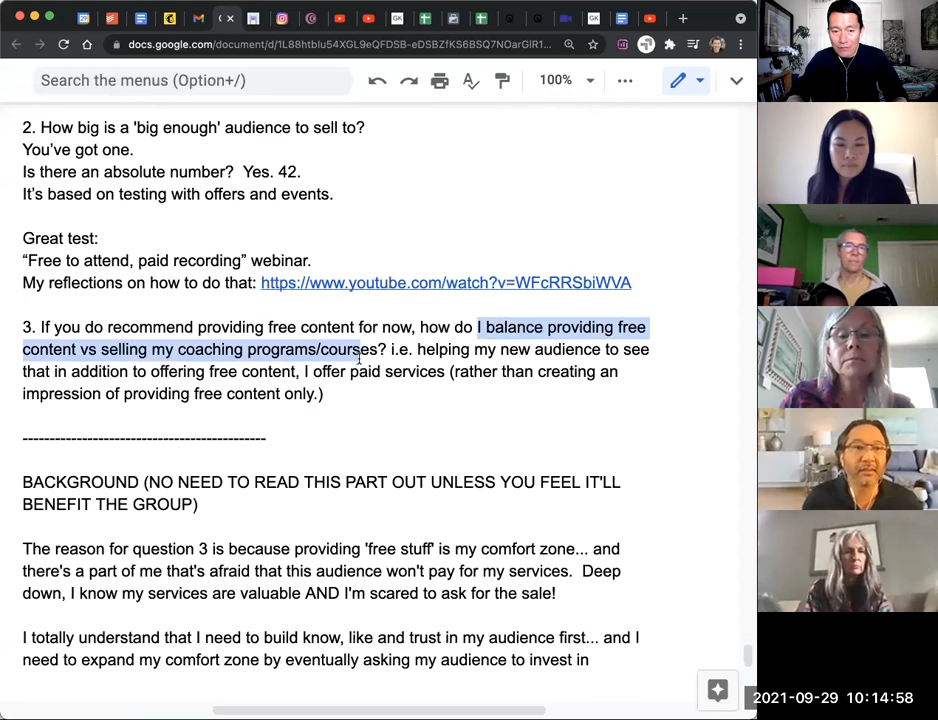 docs.google.com/document/d/1L88htblu54XGL9eQFDSB-eDSBZfKS6BSQ7NOarGlR1...
Search the menus (Option+/)
100%
2. How big is a 'big enough' audience to sell to?
You've got one.
Is there an absolute number?  Yes. 42.
It's based on testing with offers and events.
Great test:
“Free to attend, paid recording” webinar.
My reflections on how to do that: https://www.youtube.com/watch?v=WFcRRSbiWVA
3. If you do recommend providing free content for now, how do I balance providing free
content vs selling my coaching programs/courses? i.e. helping my new audience to see
that in addition to offering free content, I offer paid services (rather than creating an
impression of providing free content only.)
----------------------------------------------
BACKGROUND (NO NEED TO READ THIS PART OUT UNLESS YOU FEEL IT'LL
BENEFIT THE GROUP)
The reason for question 3 is because providing 'free stuff' is my comfort zone... and
there's a part of me that's afraid that this audience won't pay for my services.  Deep
down, I know my services are valuable AND I'm scared to ask for the sale!
I totally understand that I need to build know, like and trust in my audience first... and I
need to expand my comfort zone by eventually asking my audience to invest in
2021-09-29 10:14:58